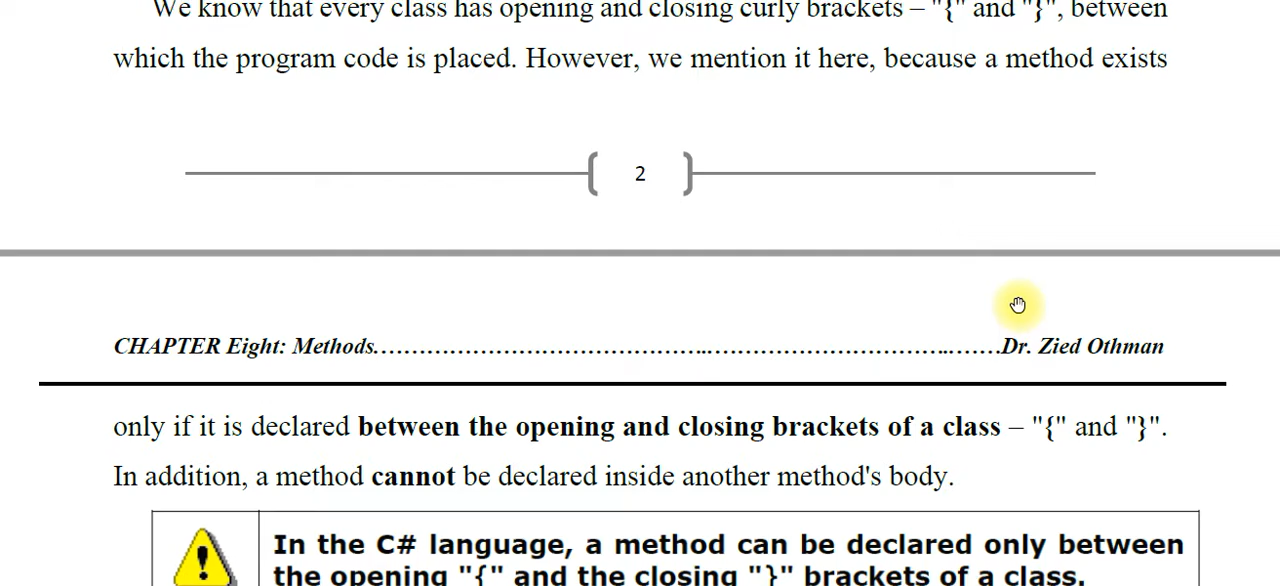 We know that every class has opening and closing curly brackets – "{" and "}", between
which the program code is placed. However, we mention it here, because a method exists
2
CHAPTER Eight: Methods……………………………………..…………………………..……Dr. Zied Othman
only if it is declared between the opening and closing brackets of a class – "{" and "}".
In addition, a method cannot be declared inside another method's body.
In the C# language, a method can be declared only between
the opening "{" and the closing "}" brackets of a class.